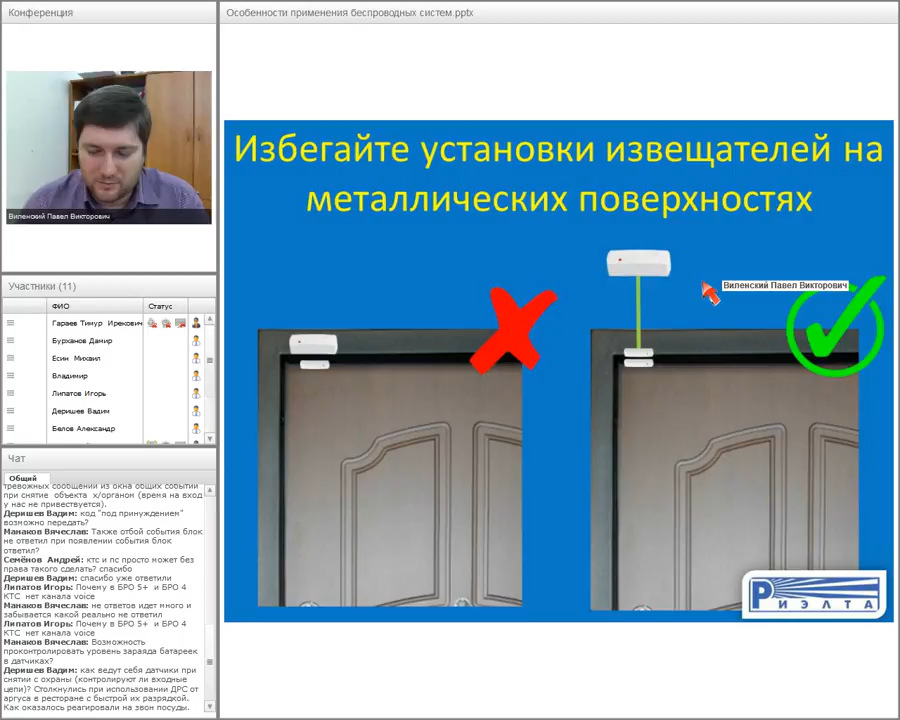 Конференция
Особенности применения беспроводных систем.pptx
Виленский Павел Викторович
Избегайте установки извещателей на
металлических поверхностях
Виленский Павел Викторович
РИЭЛТА
Участники (11)
ФИО Статус
Гараев Тимур Ирекович
Бурханов Дамир
Есин Михаил
Владимир
Липатов Игорь
Деришев Вадим
Белов Александр
Чат
Общий
тревожных сообщений из окна общих событий
при снятие объекта х/органом (время на вход
у нас не привествуется).
Деришев Вадим: код "под принуждением"
возможно передать?
Манаков Вячеслав: Также отбой события блок
не ответил при появлении события блок
ответил?
Семёнов Андрей: ктс и пс просто может без
права такого сделать? спасибо
Деришев Вадим: спасибо уже ответили
Липатов Игорь: Почему в БРО 5+ и БРО 4
КТС нет канала voice
Манаков Вячеслав: не ответов идет много и
забывается какой реально не ответил
Липатов Игорь: Почему в БРО 5+ и БРО 4
КТС нет канала voice
Манаков Вячеслав: Возможность
проконтролировать уровень зараяда батареек
в датчиках?
Деришев Вадим: как ведут себя датчики при
снятии с охраны (контролируют ли входные
цепи)? Столкнулись при использовании ДРС от
аргуса в ресторане с быстрой их разрядкой.
Как оказалось реагировали на звон посуды.